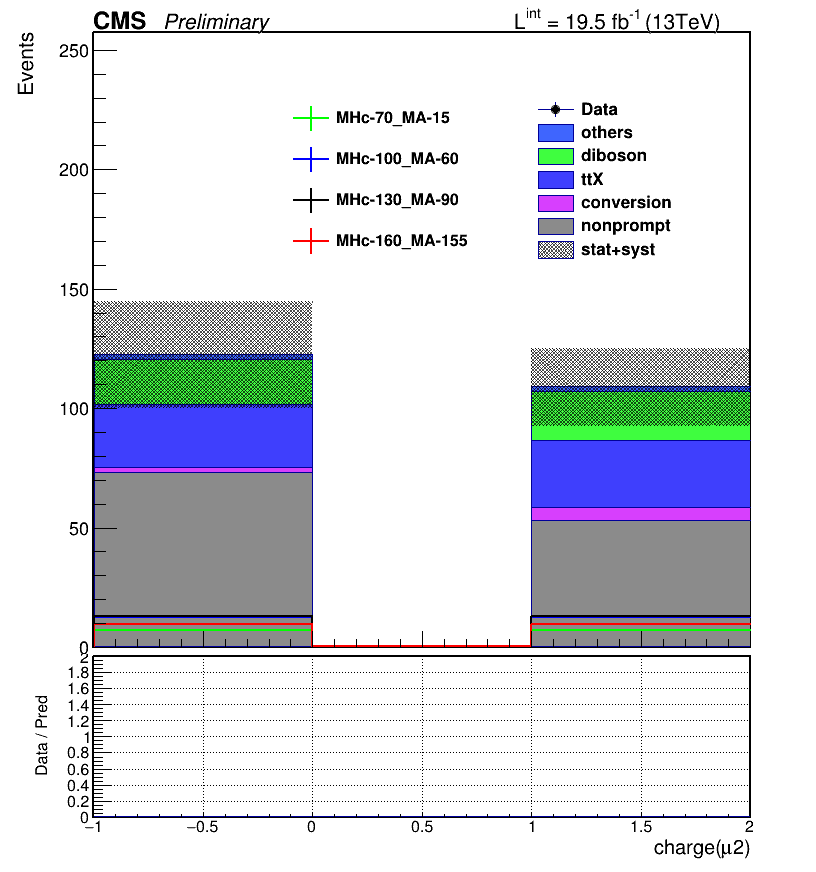 CMS Preliminary L^int = 19.5 fb^-1 (13TeV)
Events
250
200
150
100
50
0
MHc-70_MA-15
MHc-100_MA-60
MHc-130_MA-90
MHc-160_MA-155
Data
others
diboson
ttX
conversion
nonprompt
stat+syst
Data / Pred
2
1.8
1.6
1.4
1.2
1
0.8
0.6
0.4
0.2
0
−1 −0.5 0 0.5 1 1.5 2
charge(μ2)